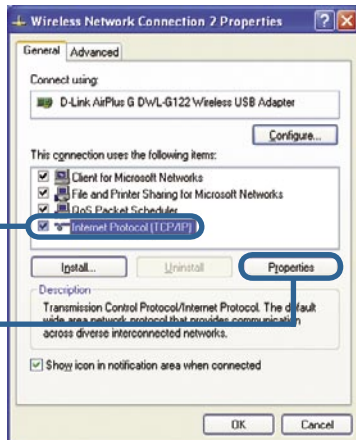 Wireless Network Connection 2 Properties
General Advanced
Connect using:
D-Link AirPlus G DWL-G122 Wireless USB Adapter
Configure...
This connection uses the following items:
Client for Microsoft Networks
File and Printer Sharing for Microsoft Networks
QoS Packet Scheduler
Internet Protocol (TCP/IP)
Install... Uninstall Properties
Description
Transmission Control Protocol/Internet Protocol. The default
wide area network protocol that provides communication
across diverse interconnected networks.
Show icon in notification area when connected
OK Cancel